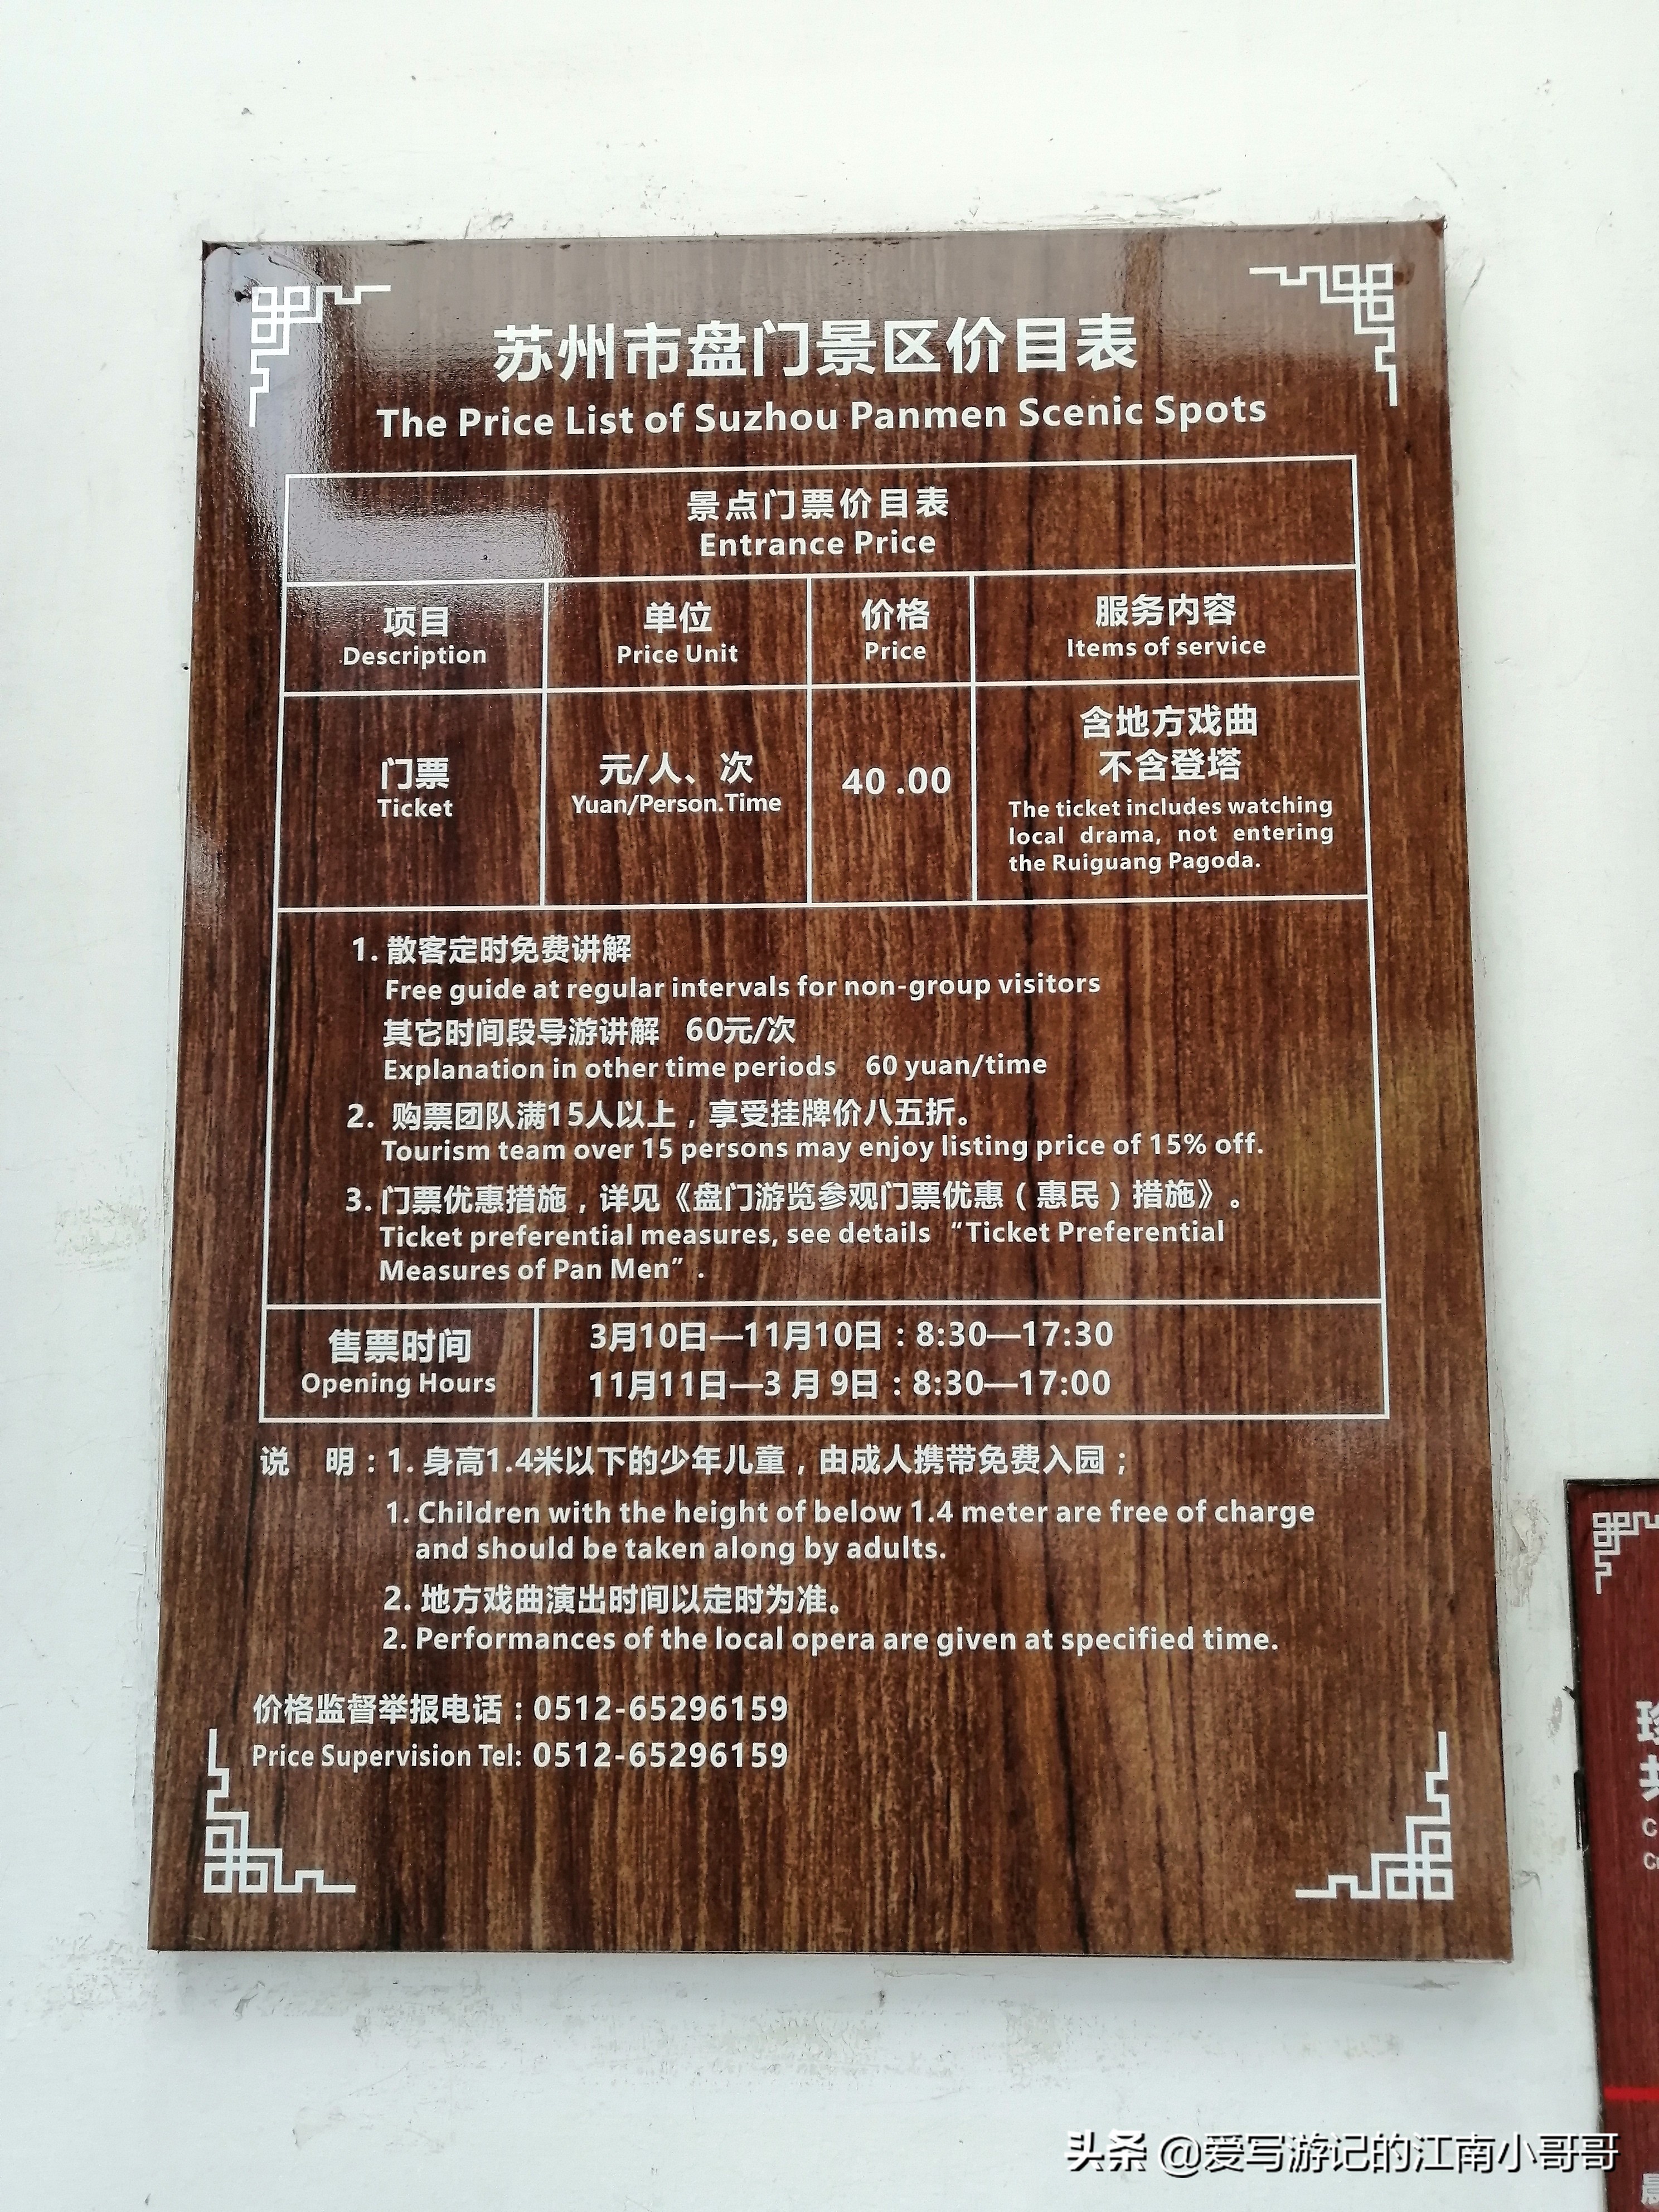 苏州市盘门景区价目表
The Price List of Suzhou Panmen Scenic Spots
景点门票价目表
Entrance Price
项目
Description
单位
Price Unit
价格
Price
服务内容
Items of service
门票
Ticket
元/人、次
Yuan/Person.Time
40 .00
含地方戏曲
不含登塔
The ticket includes watching
local drama, not entering
the Ruiguang Pagoda.
1. 散客定时免费讲解
Free guide at regular intervals for non-group visitors
其它时间段导游讲解 60元/次
Explanation in other time periods 60 yuan/time
2. 购票团队满15人以上，享受挂牌价八五折。
Tourism team over 15 persons may enjoy listing price of 15% off.
3. 门票优惠措施，详见《盘门游览参观门票优惠（惠民）措施》。
Ticket preferential measures, see details “Ticket Preferential
Measures of Pan Men”.
售票时间
Opening Hours
3月10日—11月10日：8:30—17:30
11月11日—3月9日：8:30—17:00
说 明：1. 身高1.4米以下的少年儿童，由成人携带免费入园；
1. Children with the height of below 1.4 meter are free of charge
and should be taken along by adults.
2. 地方戏曲演出时间以定时为准。
2. Performances of the local opera are given at specified time.
价格监督举报电话：0512-65296159
Price Supervision Tel: 0512-65296159
头条 @爱写游记的江南小哥哥